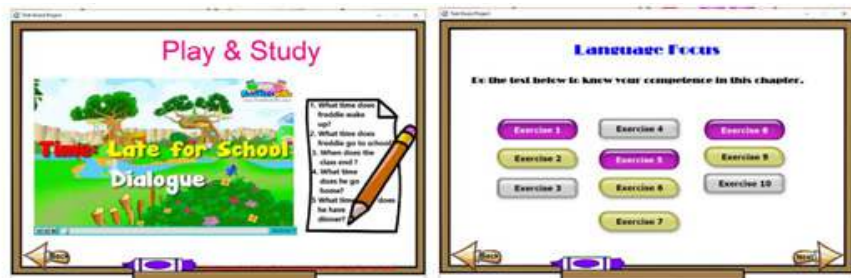 Play & Study
Time: Late for School
Dialogue
1. What time does
freddie wake
up?
2. What time does
freddie go to school
3. When does the
class end ?
4. What time
does he go
home?
5 What time does
he have
dinner?
Back
Language Focus
Do the test below to know your competence in this chapter.
Exercise 1
Exercise 4
Exercise 8
Exercise 2
Exercise 5
Exercise 9
Exercise 3
Exercise 6
Exercise 10
Exercise 7
Back
Next